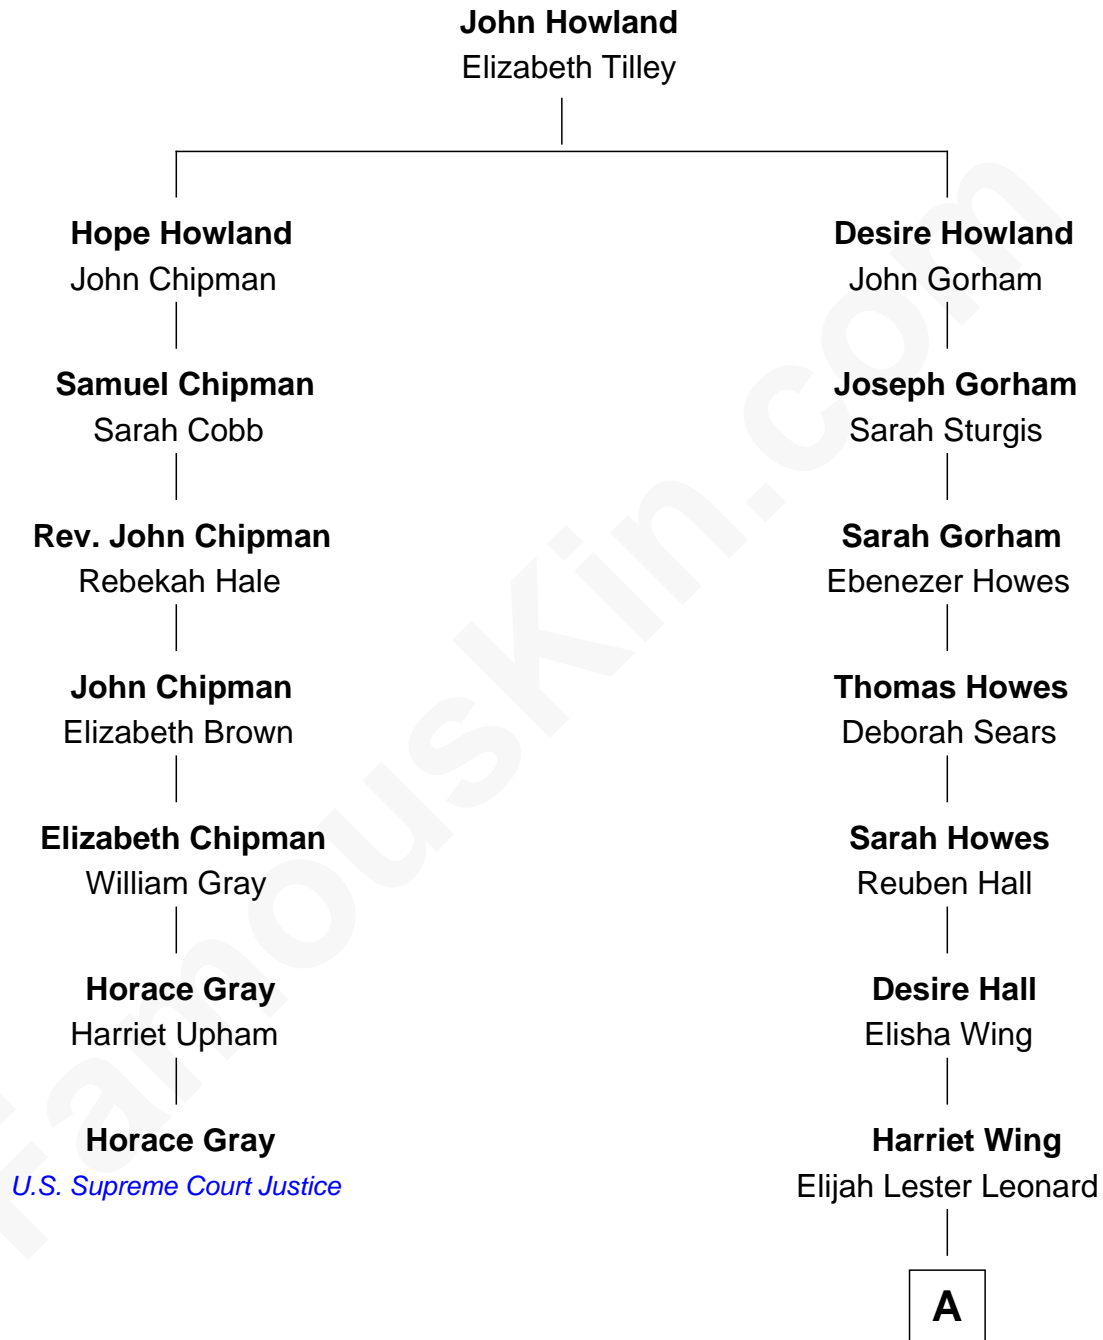 John Howland
Elizabeth Tilley
Hope Howland
John Chipman
Desire Howland
John Gorham
Samuel Chipman
Sarah Cobb
Joseph Gorham
Sarah Sturgis
Rev. John Chipman
Rebekah Hale
Sarah Gorham
Ebenezer Howes
John Chipman
Elizabeth Brown
Thomas Howes
Deborah Sears
Elizabeth Chipman
William Gray
Sarah Howes
Reuben Hall
Horace Gray
Harriet Upham
Desire Hall
Elisha Wing
Horace Gray
U.S. Supreme Court Justice
Harriet Wing
Elijah Lester Leonard
A
FamousKin.com